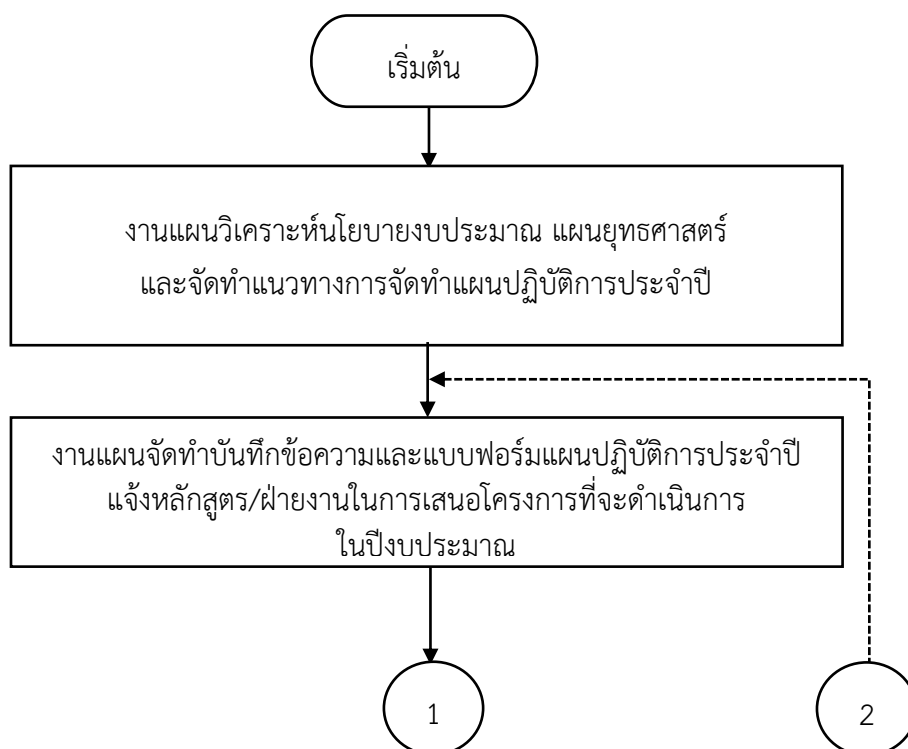 เริ่มต้น
งานแผนวิเคราะห์นโยบายงบประมาณ แผนยุทธศาสตร์
และจัดทำแนวทางการจัดทำแผนปฏิบัติการประจำปี
งานแผนจัดทำบันทึกข้อความและแบบฟอร์มแผนปฏิบัติการประจำปี
แจ้งหลักสูตร/ฝ่ายงานในการเสนอโครงการที่จะดำเนินการ
ในปีงบประมาณ
1
2